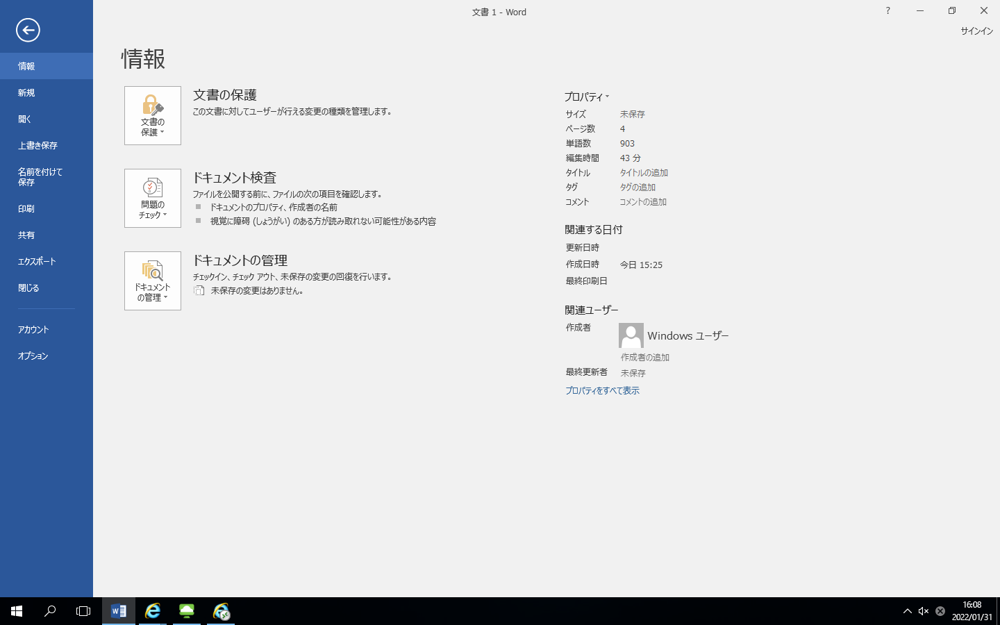 文書 1 - Word
?
サインイン
情報
新規
開く
上書き保存
名前を付けて
保存
印刷
共有
エクスポート
閉じる
アカウント
オプション
情報
文書の
保護
文書の保護
この文書に対してユーザーが行える変更の種類を管理します。
問題の
チェック
ドキュメント検査
ファイルを公開する前に、ファイルの次の項目を確認します。
ドキュメントのプロパティ、作成者の名前
視覚に障碍 (しょうがい) のある方が読み取れない可能性がある内容
ドキュメント
の管理
ドキュメントの管理
チェックイン、チェック アウト、未保存の変更の回復を行います。
未保存の変更はありません。
プロパティ
サイズ 未保存
ページ数 4
単語数 903
編集時間 43 分
タイトル タイトルの追加
タグ タグの追加
コメント コメントの追加
関連する日付
更新日時
作成日時 今日 15:25
最終印刷日
関連ユーザー
作成者 Windows ユーザー
作成者の追加
最終更新者 未保存
プロパティをすべて表示
16:08
2022/01/31